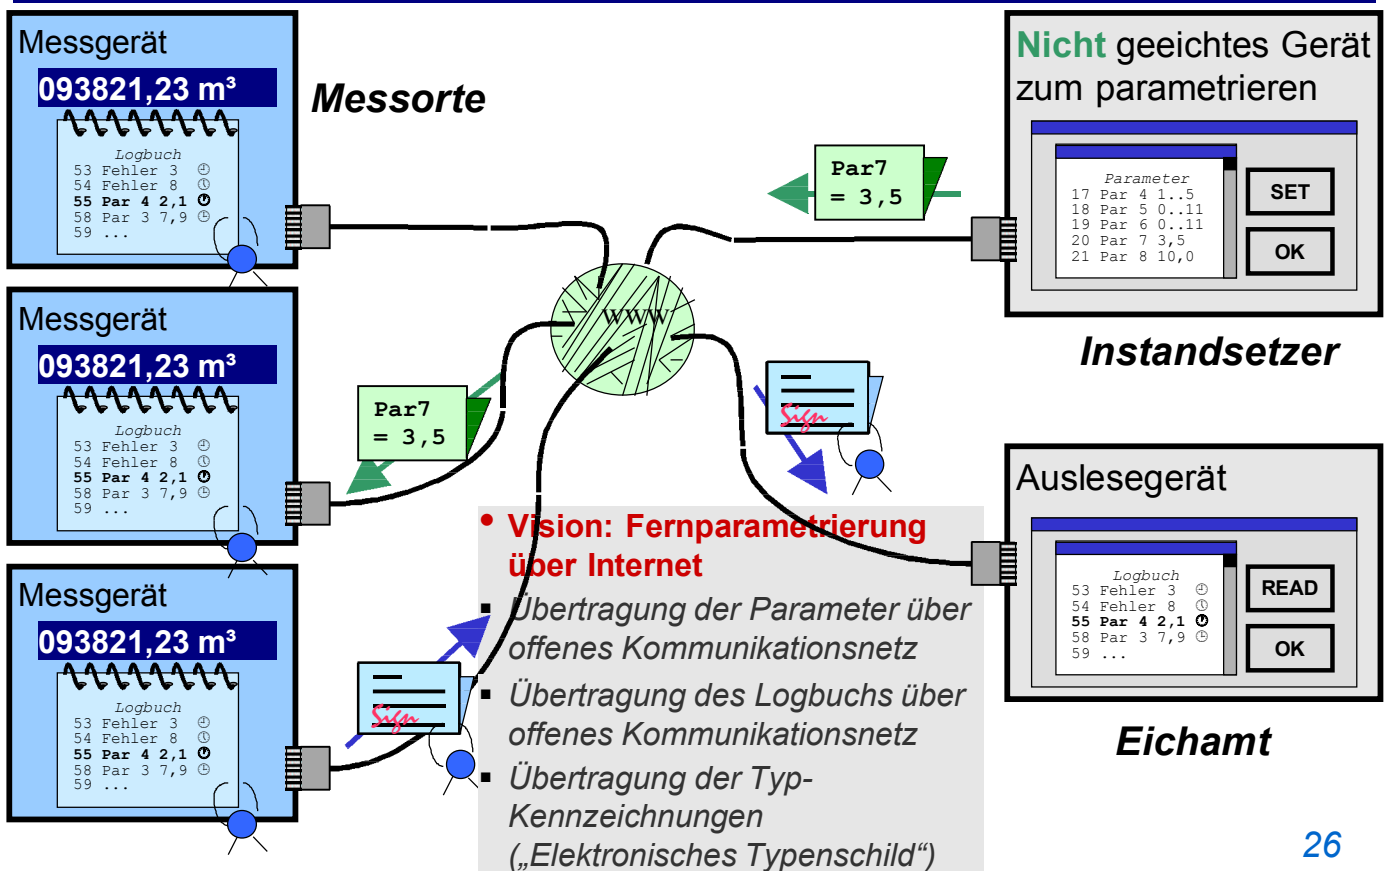 Messgerät
093821,23 m³
Logbuch
53 Fehler 3
54 Fehler 8
55 Par 4 2,1
58 Par 3 7,9
59 ...
Messorte
Messgerät
093821,23 m³
Logbuch
53 Fehler 3
54 Fehler 8
55 Par 4 2,1
58 Par 3 7,9
59 ...
Messgerät
093821,23 m³
Logbuch
53 Fehler 3
54 Fehler 8
55 Par 4 2,1
58 Par 3 7,9
59 ...
Par7
= 3,5
WWW
Par7
= 3,5
Sign
Sign
Nicht geeichtes Gerät
zum parametrieren
Parameter
17 Par 4 1..5
18 Par 5 0..11
19 Par 6 0..11
20 Par 7 3,5
21 Par 8 10,0
SET
OK
Instandsetzer
Auslesegerät
Logbuch
53 Fehler 3
54 Fehler 8
55 Par 4 2,1
58 Par 3 7,9
59 ...
READ
OK
Eichamt
• Vision: Fernparametrierung
über Internet
▪ Übertragung der Parameter über
offenes Kommunikationsnetz
▪ Übertragung des Logbuchs über
offenes Kommunikationsnetz
▪ Übertragung der Typ-
Kennzeichnungen
(„Elektronisches Typenschild“)
26